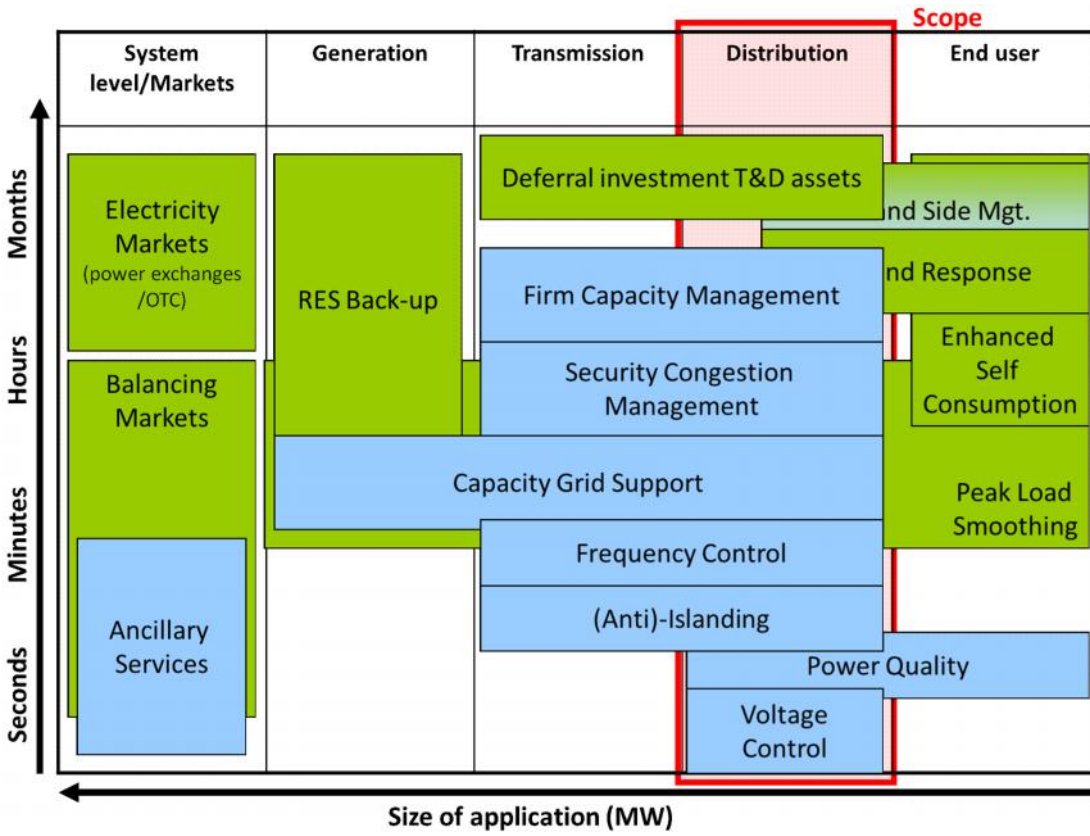 Scope
System
level/Markets
Generation
Transmission
Distribution
End user
Months
Hours
Minutes
Seconds
Electricity
Markets
(power exchanges
/OTC)
Balancing
Markets
Ancillary
Services
RES Back-up
Deferral investment T&D assets
Firm Capacity Management
Security Congestion
Management
Capacity Grid Support
Frequency Control
(Anti)-Islanding
Side Mgt.
Response
Enhanced
Self
Consumption
Peak Load
Smoothing
Power Quality
Voltage
Control
Size of application (MW)